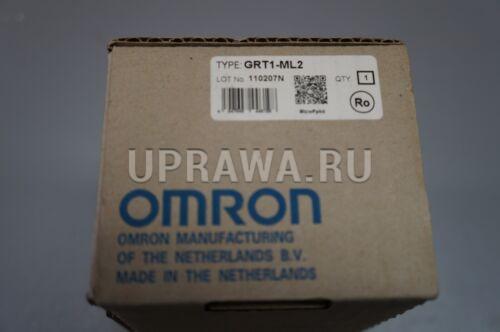 TYPE: GRT1-ML2
LOT No. 110207N
QTY 1
Ro
UPRAWA.RU
OMRON
OMRON MANUFACTURING
OF THE NETHERLANDS B.V.
MADE IN THE NETHERLANDS